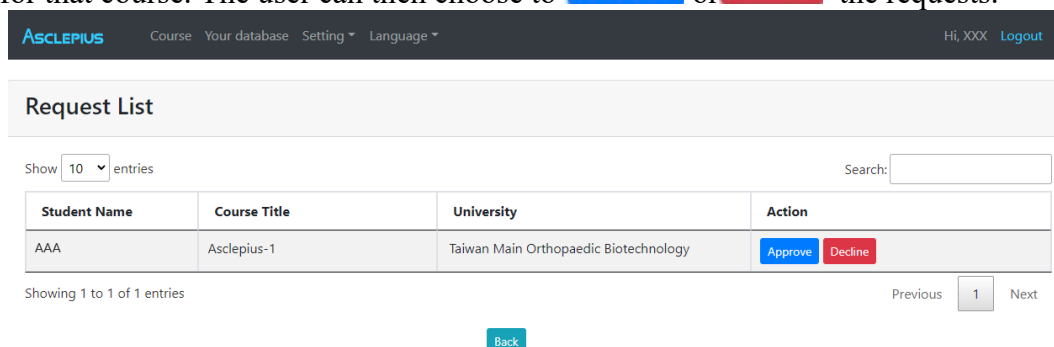 for that course. The user can then choose to or the requests.
ASCLEPIUS Course Your database Setting Language Hi, XXX Logout
Request List
Show 10 entries Search:
Student Name Course Title University Action
AAA Asclepius-1 Taiwan Main Orthopaedic Biotechnology Approve Decline
Showing 1 to 1 of 1 entries Previous 1 Next
Back